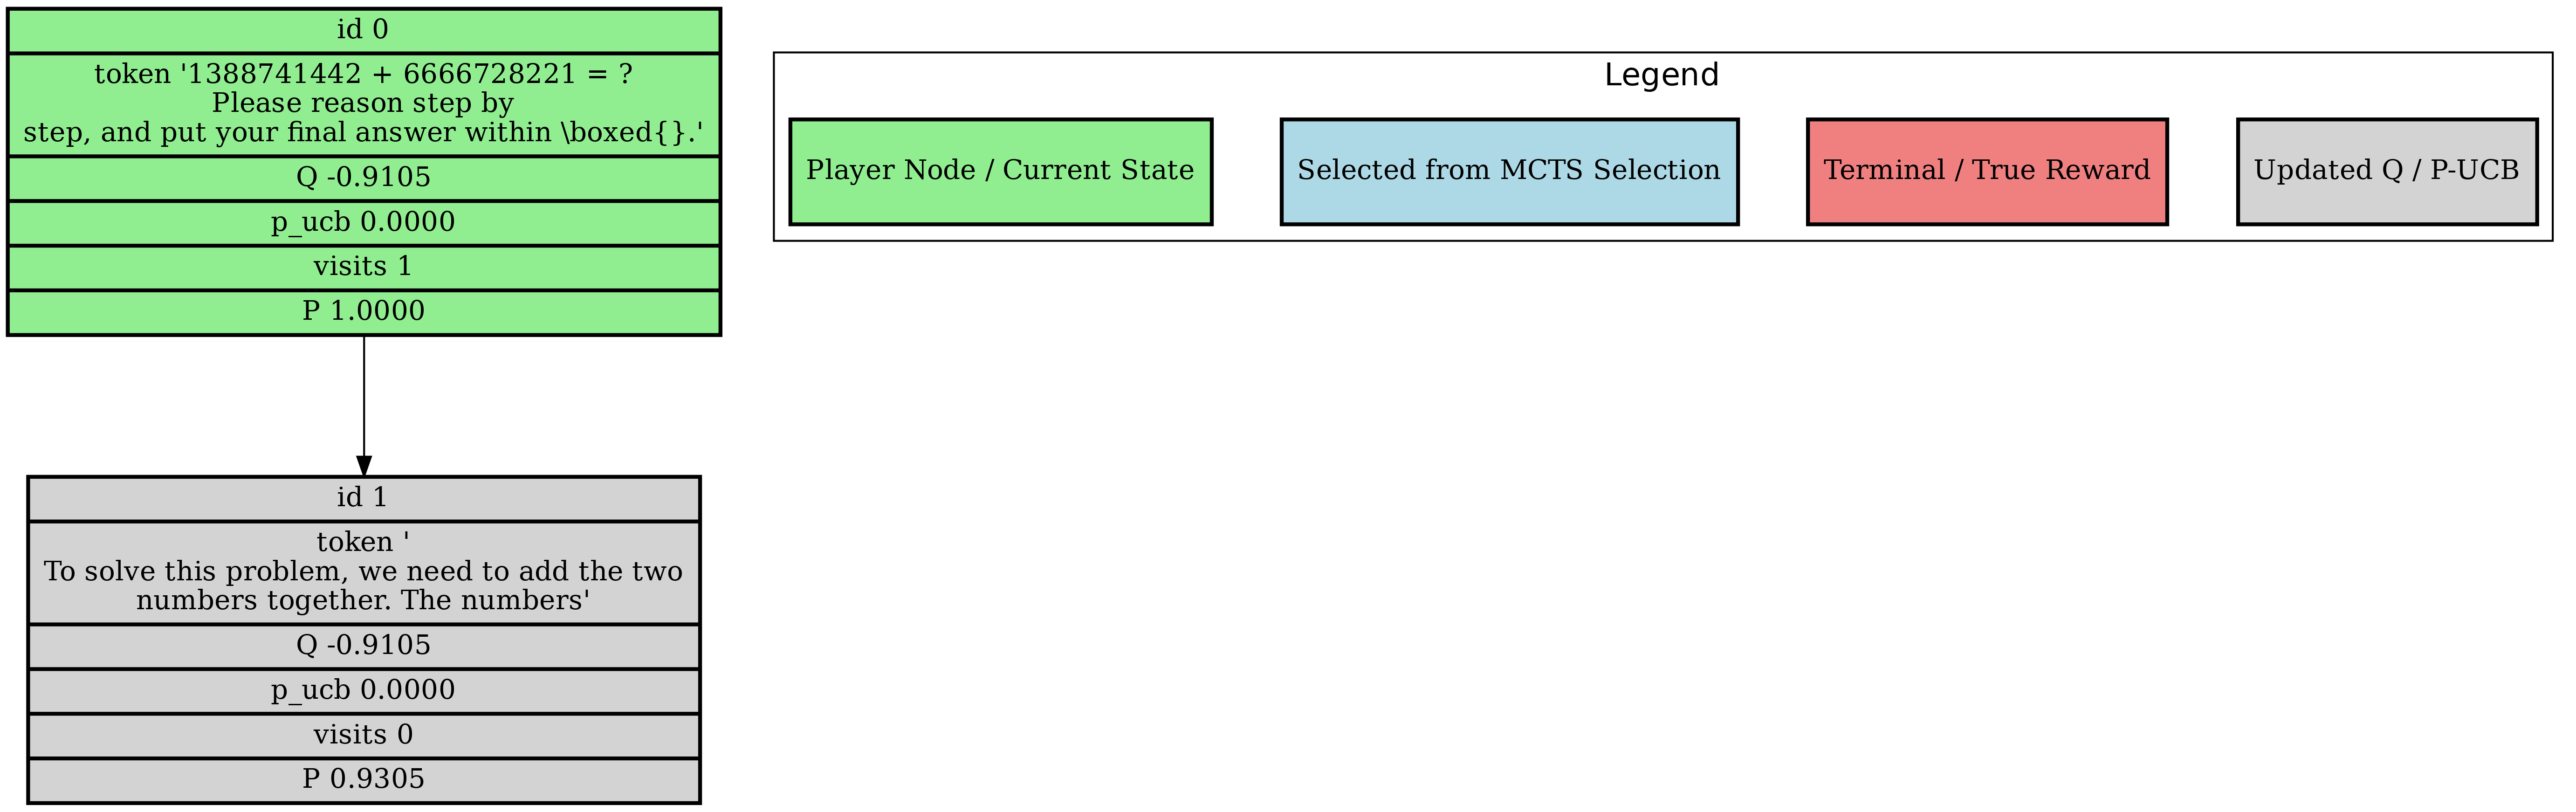 id 0
token '1388741442 + 6666728221 = ?
Please reason step by
step, and put your final answer within \boxed{}.'
Q -0.9105
p_ucb 0.0000
visits 1
P 1.0000
Legend
Player Node / Current State
Selected from MCTS Selection
Terminal / True Reward
Updated Q / P-UCB
id 1
token '
To solve this problem, we need to add the two
numbers together. The numbers'
Q -0.9105
p_ucb 0.0000
visits 0
P 0.9305